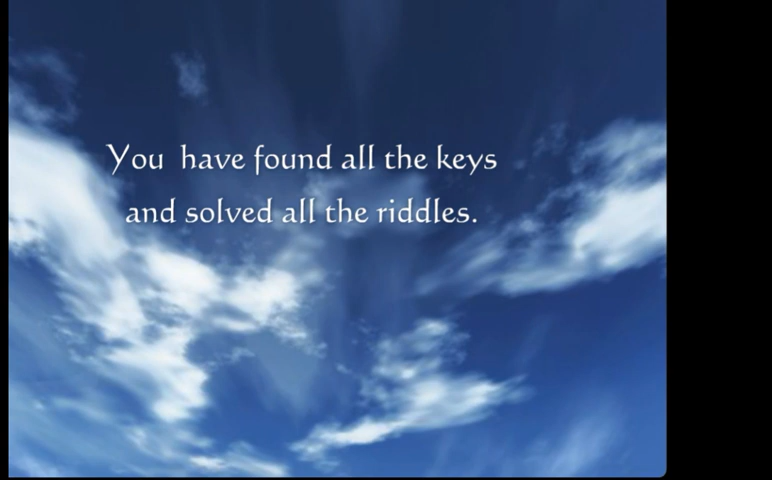 You have found all the keys
and solved all the riddles.